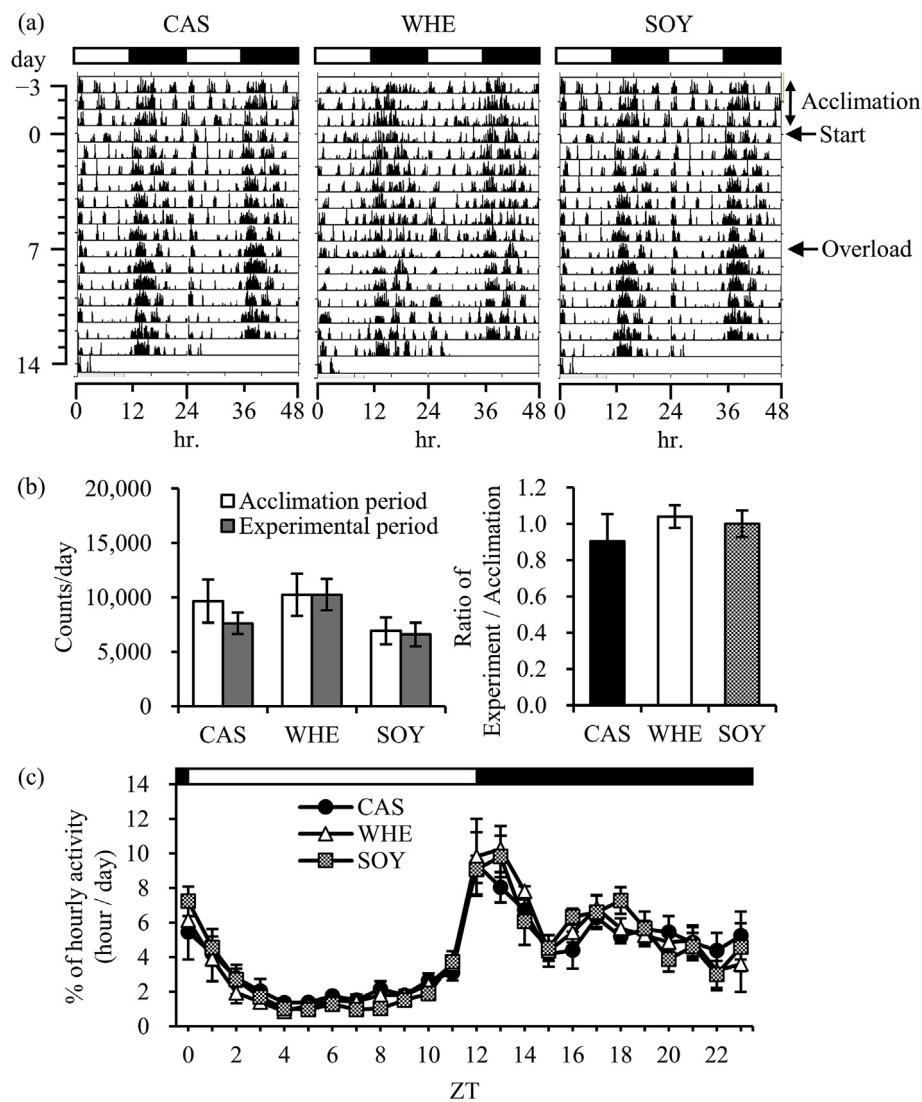 (a)
CAS WHE SOY
day
−3
0
7
14
Acclimation
Start
Overload
0 12 24 36 48 0 12 24 36 48 0 12 24 36 48
hr. hr. hr.
(b)
20,000
15,000
10,000
5,000
0
Counts/day
Acclimation period
Experimental period
CAS WHE SOY
Ratio of
Experiment / Acclimation
1.2
1.0
0.8
0.6
0.4
0.2
0.0
CAS WHE SOY
(c)
% of hourly activity
(hour / day)
14
12
10
8
6
4
2
0
CAS
WHE
SOY
0 2 4 6 8 10 12 14 16 18 20 22
ZT